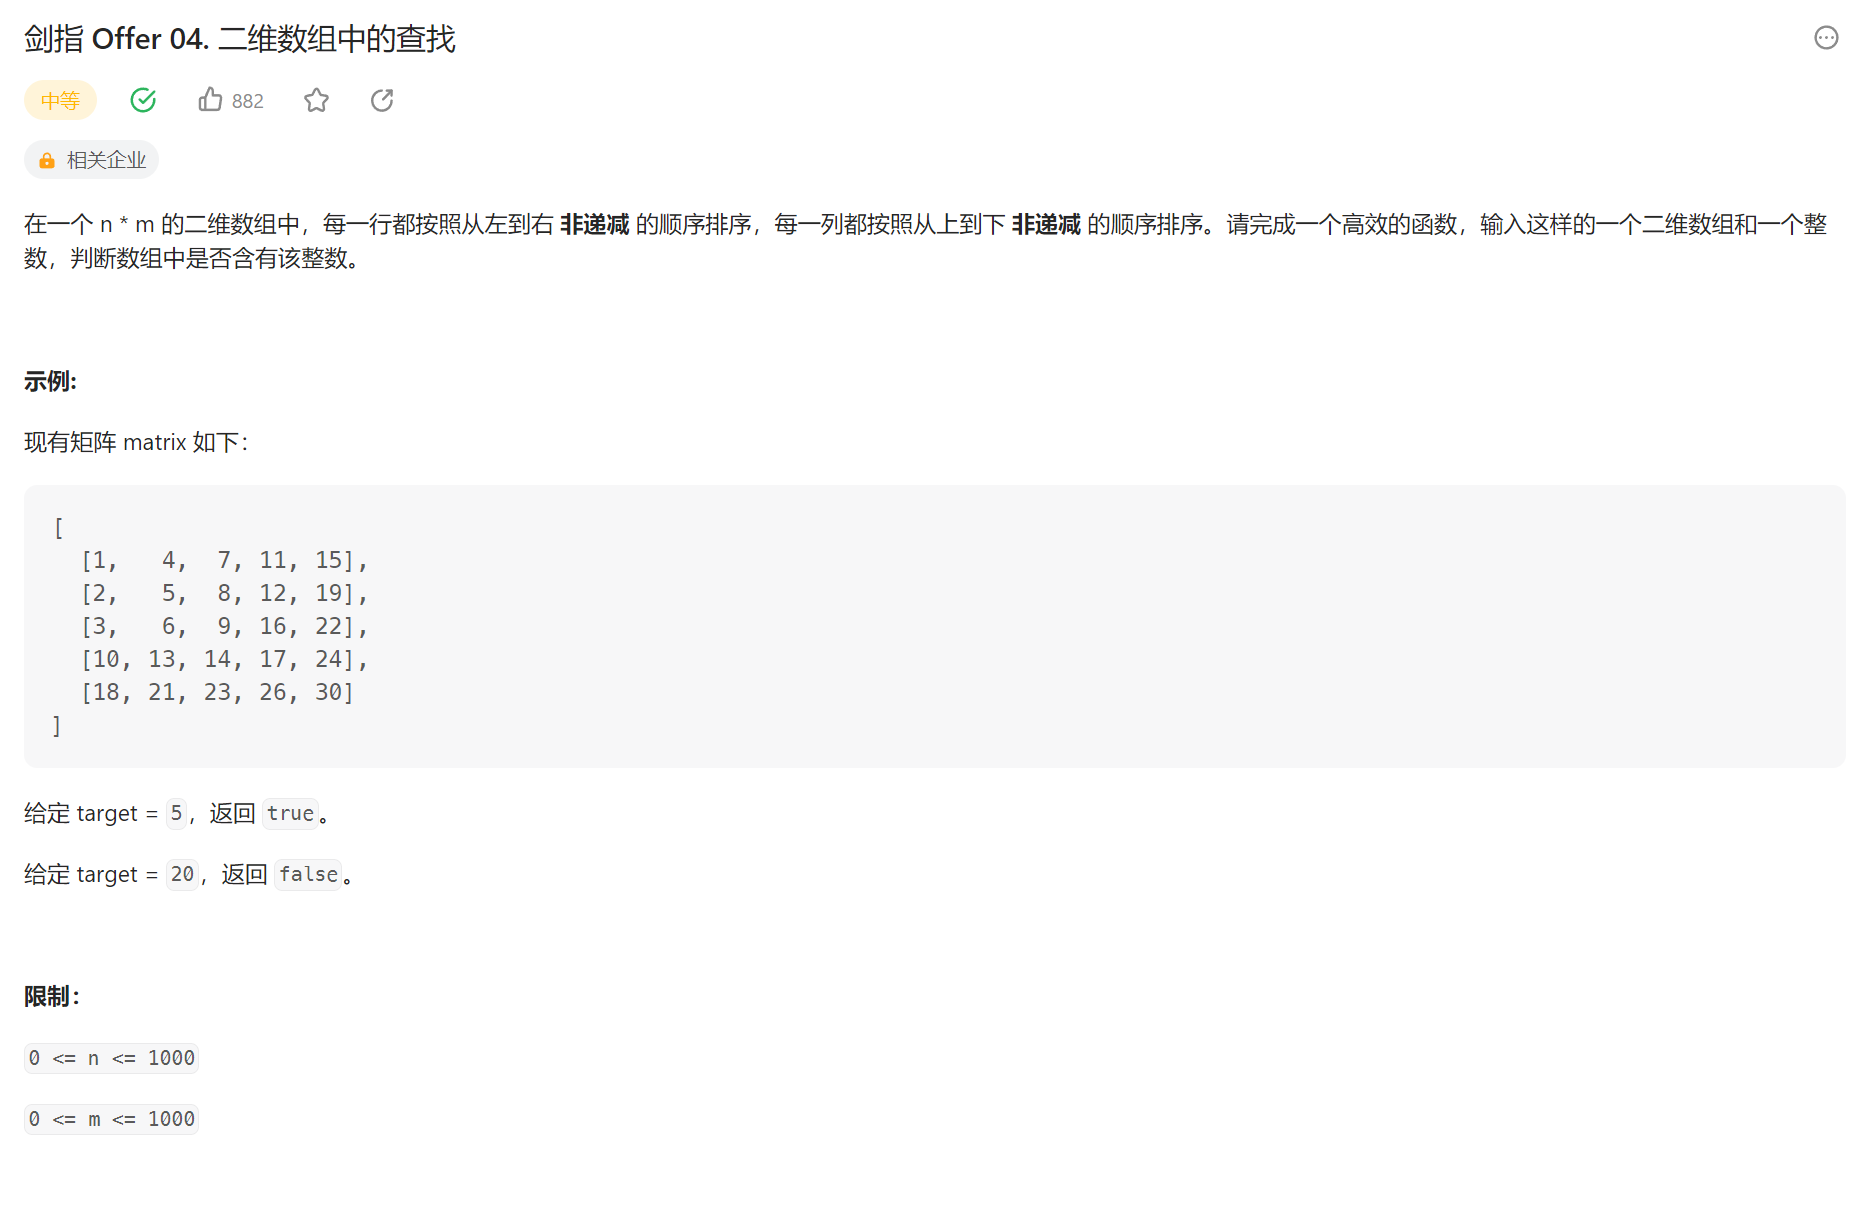 剑指 Offer 04. 二维数组中的查找
中等 882
相关企业
在一个 n * m 的二维数组中，每一行都按照从左到右 非递减 的顺序排序，每一列都按照从上到下 非递减 的顺序排序。请完成一个高效的函数，输入这样的一个二维数组和一个整
数，判断数组中是否含有该整数。
示例:
现有矩阵 matrix 如下：
[
  [1,   4,  7, 11, 15],
  [2,   5,  8, 12, 19],
  [3,   6,  9, 16, 22],
  [10, 13, 14, 17, 24],
  [18, 21, 23, 26, 30]
]
给定 target = 5，返回 true。
给定 target = 20，返回 false。
限制：
0 <= n <= 1000
0 <= m <= 1000